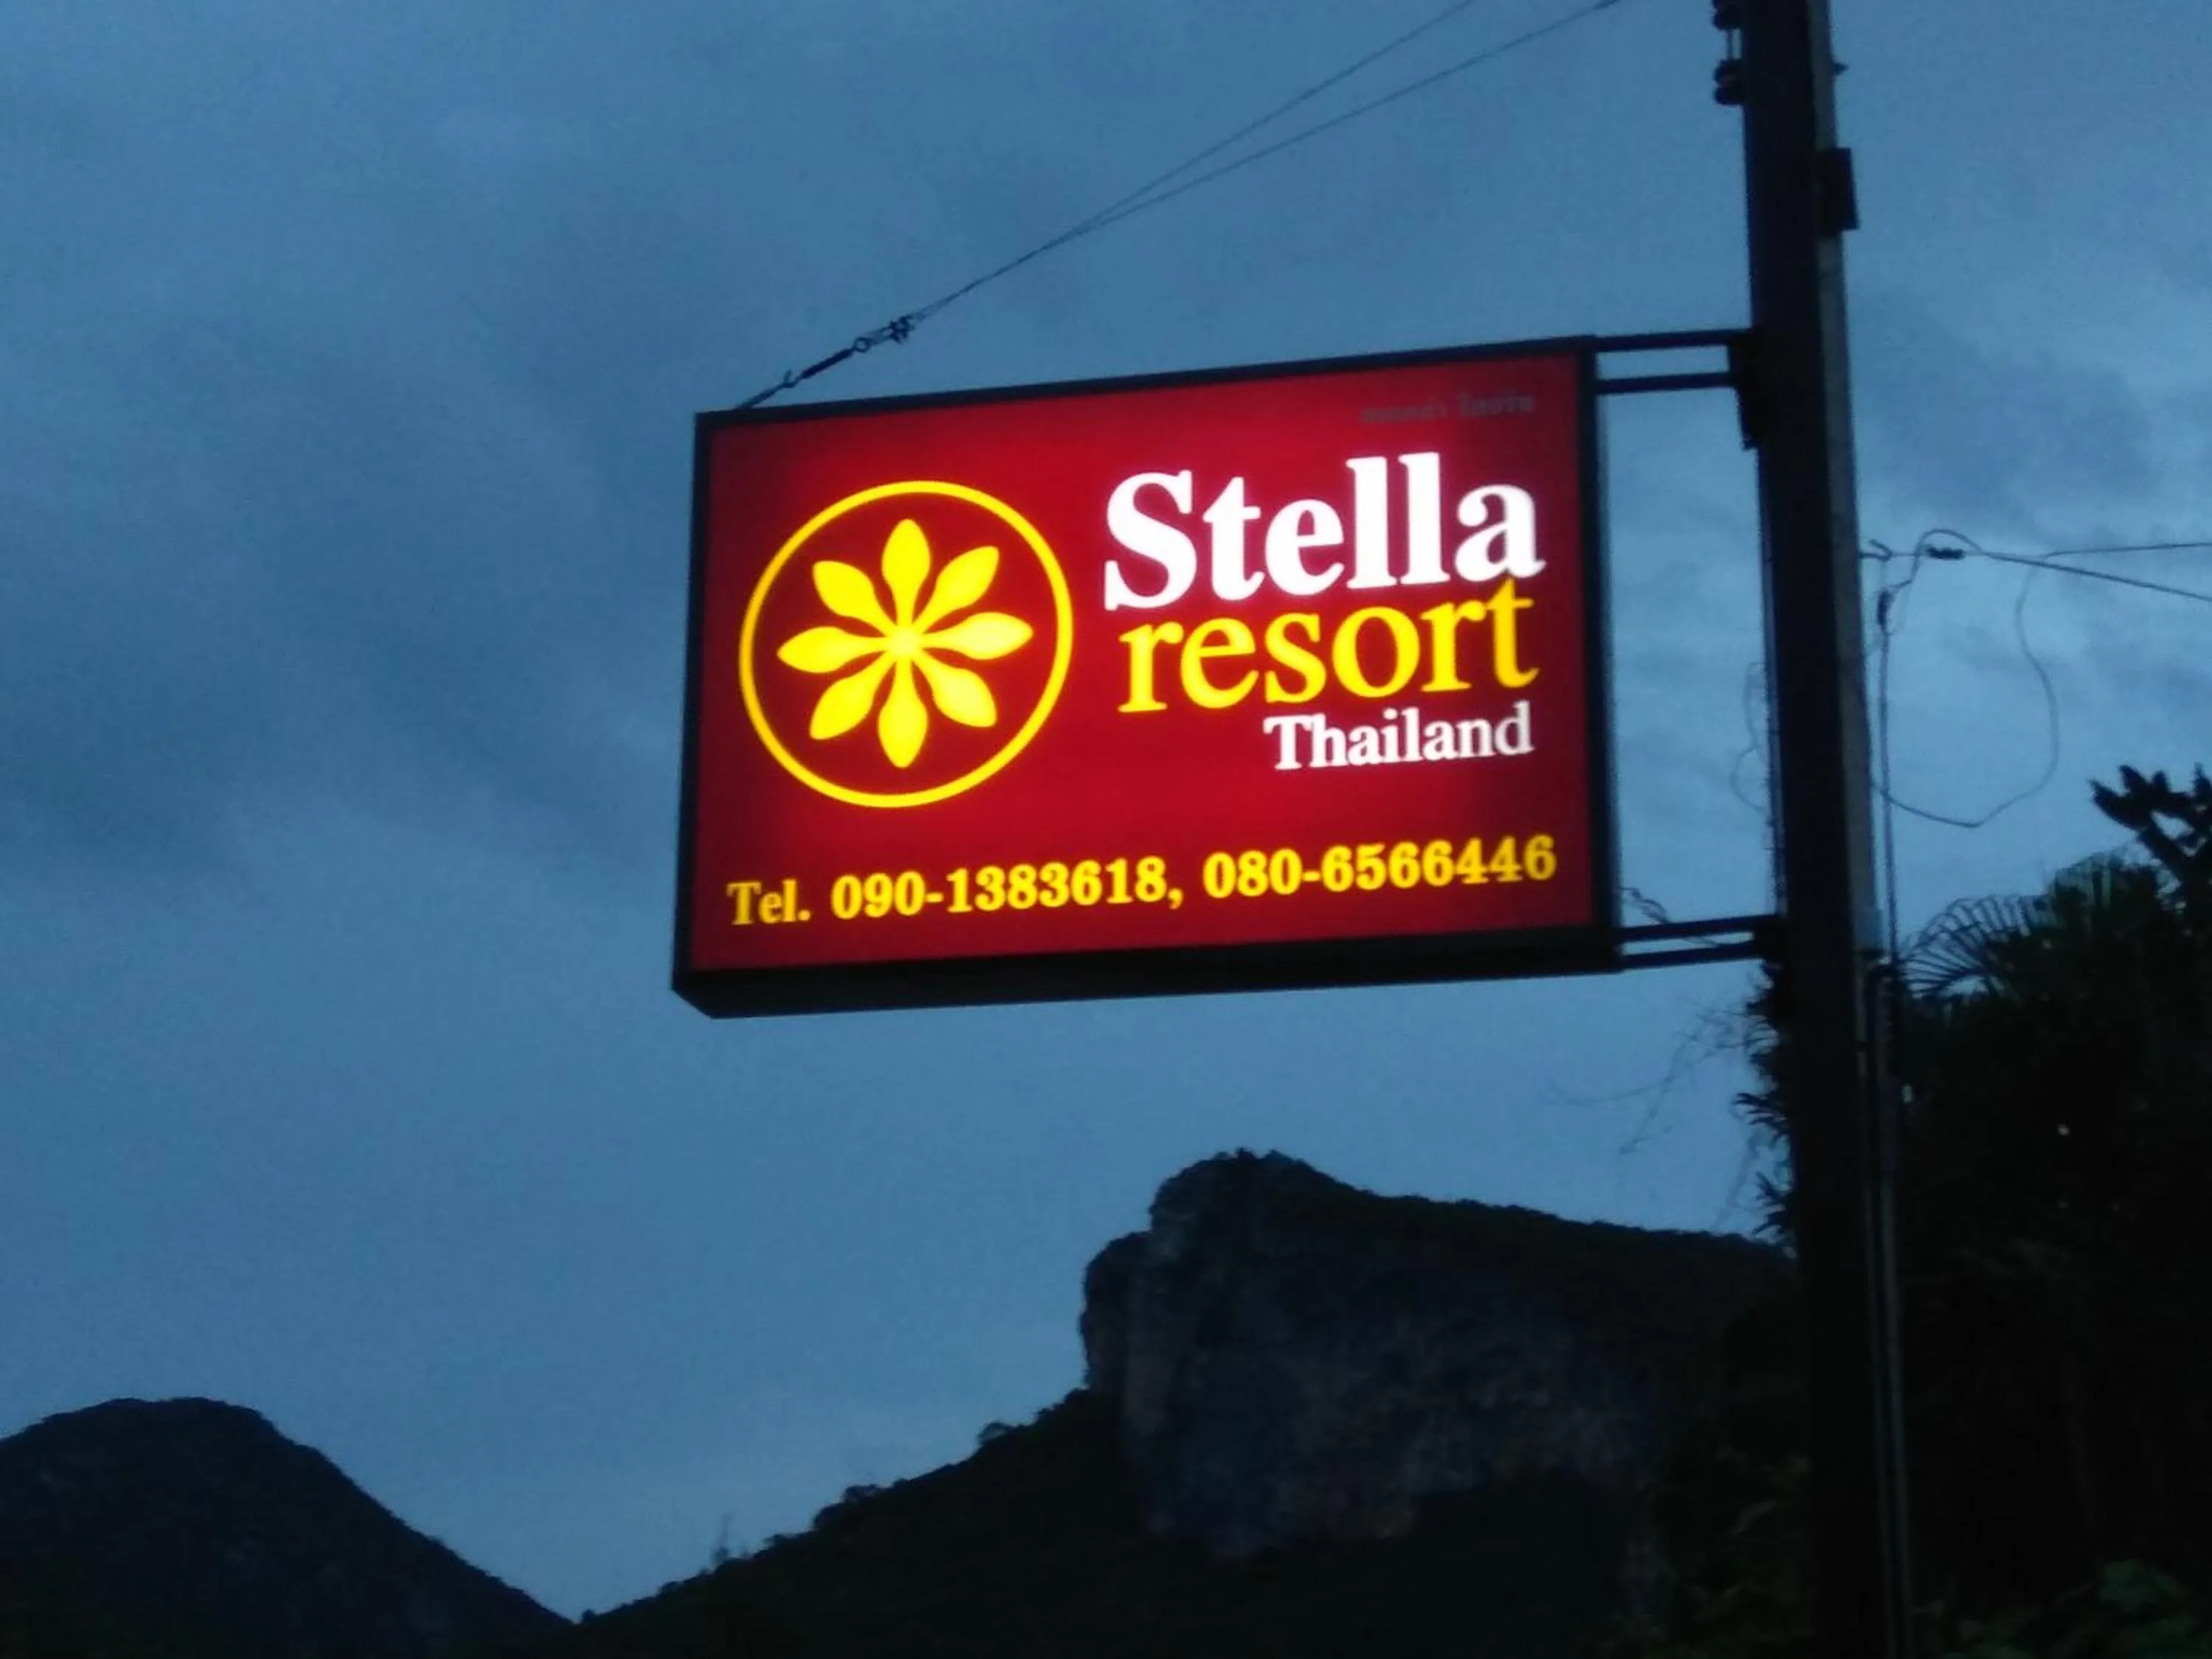 Stella
resort
Thailand
Tel. 090-1383618, 080-6566446